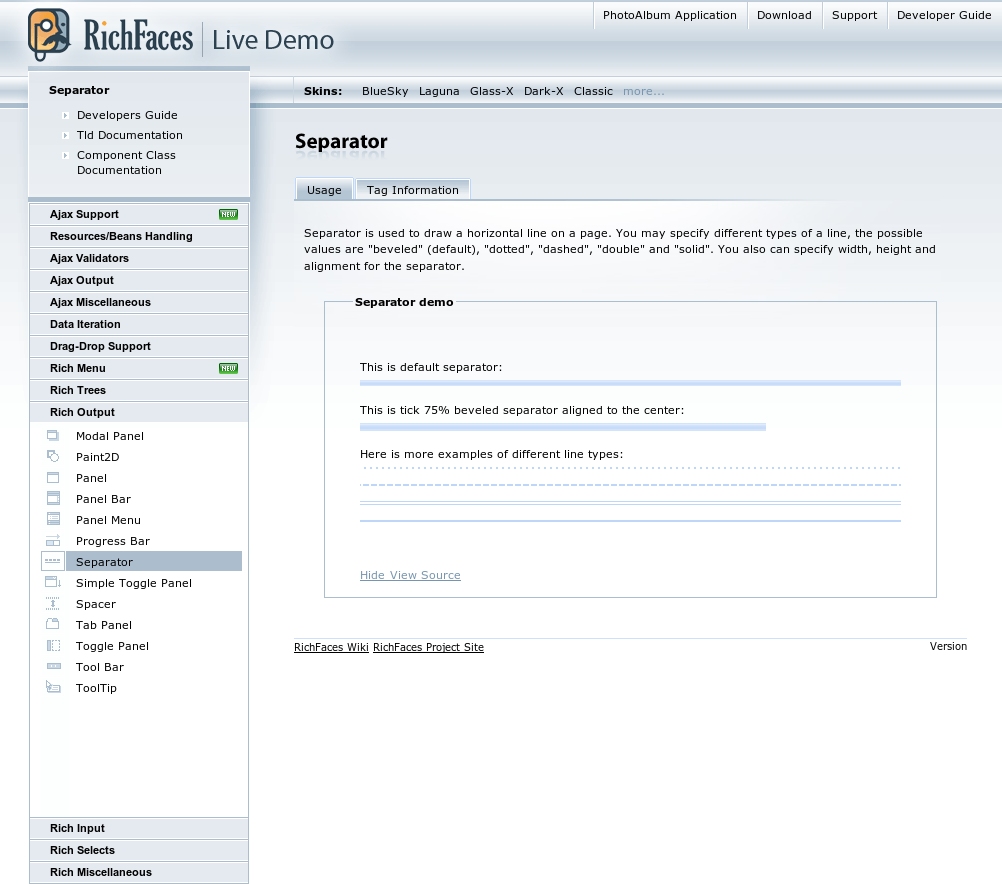 RichFaces Live Demo
PhotoAlbum Application
Download
Support
Developer Guide
Skins: BlueSky Laguna Glass-X Dark-X Classic more...
Separator
Developers Guide
Tld Documentation
Component Class
Documentation
Ajax Support NEW
Resources/Beans Handling
Ajax Validators
Ajax Output
Ajax Miscellaneous
Data Iteration
Drag-Drop Support
Rich Menu NEW
Rich Trees
Rich Output
Modal Panel
Paint2D
Panel
Panel Bar
Panel Menu
Progress Bar
Separator
Simple Toggle Panel
Spacer
Tab Panel
Toggle Panel
Tool Bar
ToolTip
Rich Input
Rich Selects
Rich Miscellaneous
Separator
Usage
Tag Information
Separator is used to draw a horizontal line on a page. You may specify different types of a line, the possible
values are "beveled" (default), "dotted", "dashed", "double" and "solid". You also can specify width, height and
alignment for the separator.
Separator demo
This is default separator:
This is tick 75% beveled separator aligned to the center:
Here is more examples of different line types:
Hide View Source
RichFaces Wiki RichFaces Project Site
Version